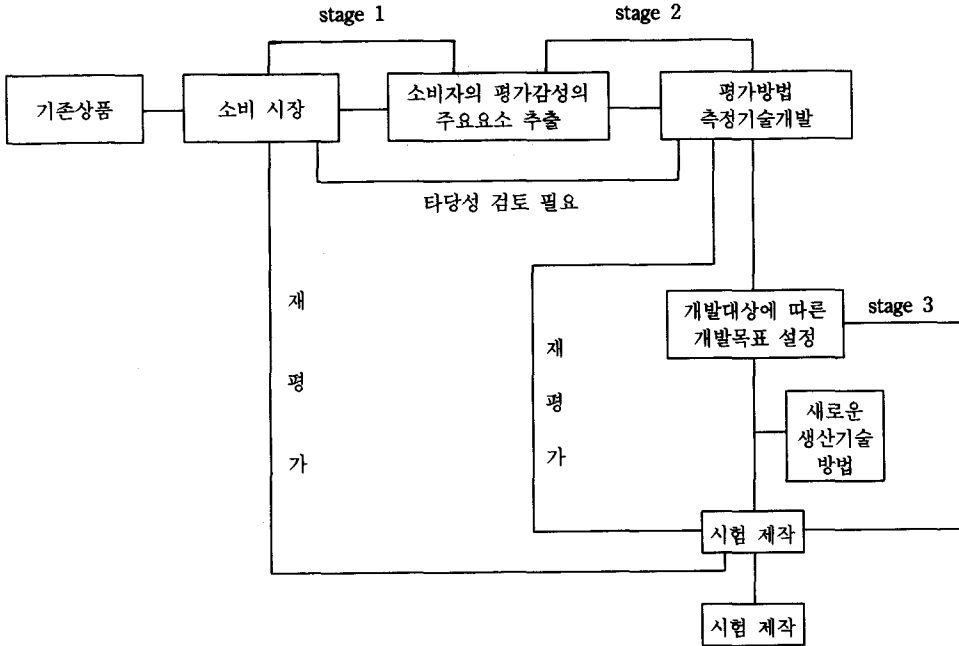 stage 1
stage 2
기존상품
소비 시장
소비자의 평가감성의
주요요소 추출
평가방법
측정기술개발
타당성 검토 필요
재
평
가
재
평
가
개발대상에 따른
개발목표 설정
stage 3
새로운
생산기술
방법
시험 제작
시험 제작